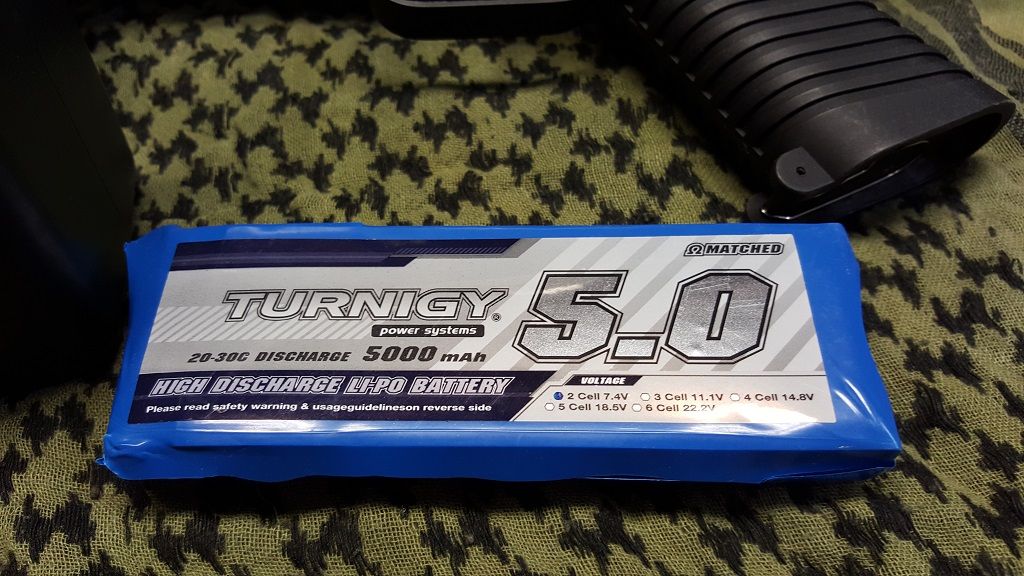 Ω MATCHED
TURNIGY®
power systems
5.0
20-30C DISCHARGE 5000 mAh
HIGH DISCHARGE LI-PO BATTERY
Please read safety warning & usageguidelineson reverse side
VOLTAGE
2 Cell 7.4V 3 Cell 11.1V 4 Cell 14.8V
5 Cell 18.5V 6 Cell 22.2V